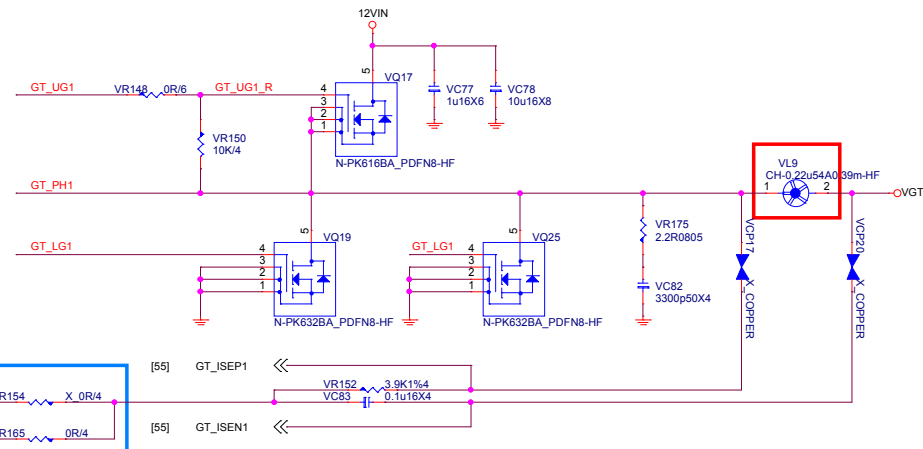 12VIN
5
VQ17
GT_UG1
VR148
0R/6
GT_UG1_R
4
3
2
1
VC77
1u16X6
VC78
10u16X8
VR150
10K/4
N-PK616BA_PDFN8-HF
VL9
CH-0.22u54A0.39m-HF
GT_PH1
1
2
VGT
VCP17
VCP20
VR175
2.2R0805
5
VQ19
5
VQ25
GT_LG1
4
3
2
1
GT_LG1
4
3
2
1
VC82
3300p50X4
X_COPPER
X_COPPER
N-PK632BA_PDFN8-HF
N-PK632BA_PDFN8-HF
[55]
GT_ISEP1
R154
X_0R/4
VR152
3.9K1%4
VC83
0.1u16X4
R165
0R/4
[55]
GT_ISEN1